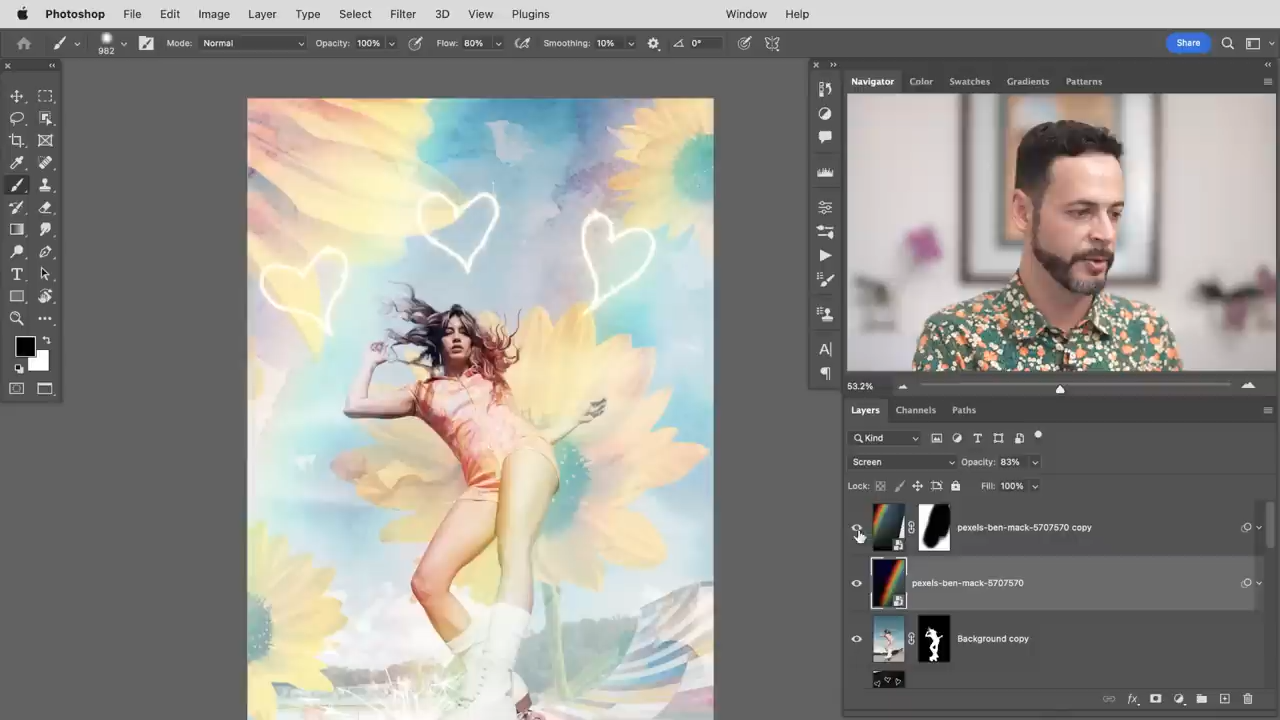 Photoshop File Edit Image Layer Type Select Filter 3D View Plugins Window Help
982 Mode: Normal Opacity: 100% Flow: 80% Smoothing: 10% 0° Share
Navigator Color Swatches Gradients Patterns
53.2%
Layers Channels Paths
Kind
Screen Opacity: 83%
Lock: Fill: 100%
pexels-ben-mack-5707570 copy
pexels-ben-mack-5707570
Background copy
fx